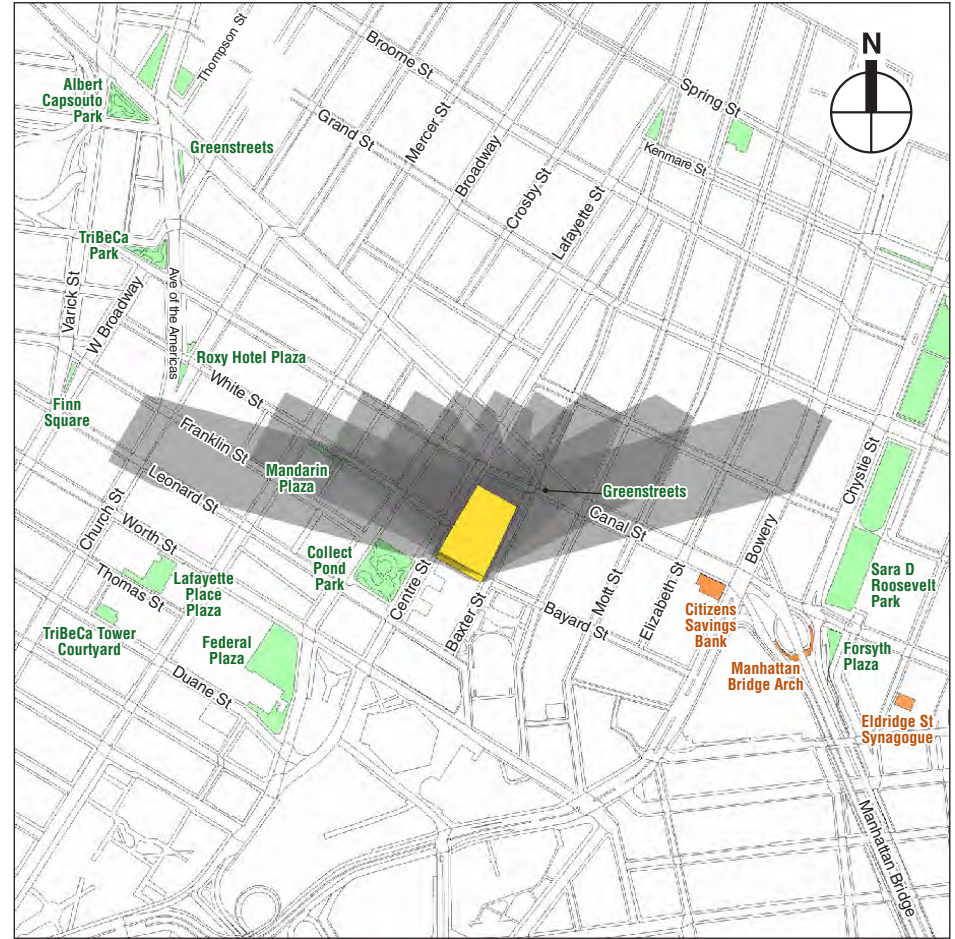 Thompson St
Broome St
N
Albert
Capsouto
Park
Spring St
Grand St
Mercer St
Greenstreets
Broadway
Kenmare St
Crosby St
Lafayette St
TriBeCa
Park
Varick St
W Broadway
Ave of the Americas
Roxy Hotel Plaza
White St
Finn
Square
Franklin St
Chystie St
Mandarin
Plaza
Leonard St
Greenstreets
Church St
Canal St
Worth St
Bowery
Collect
Pond
Park
Centre St
Thomas St
Lafayette
Place
Plaza
Sara D
Roosevelt
Park
Mott St
Elizabeth St
Baxter St
Bayard St
Citizens
Savings
Bank
TriBeCa Tower
Courtyard
Federal
Plaza
Forsyth
Plaza
Manhattan
Bridge Arch
Duane St
Eldridge St
Synagogue
Manhattan Bridge